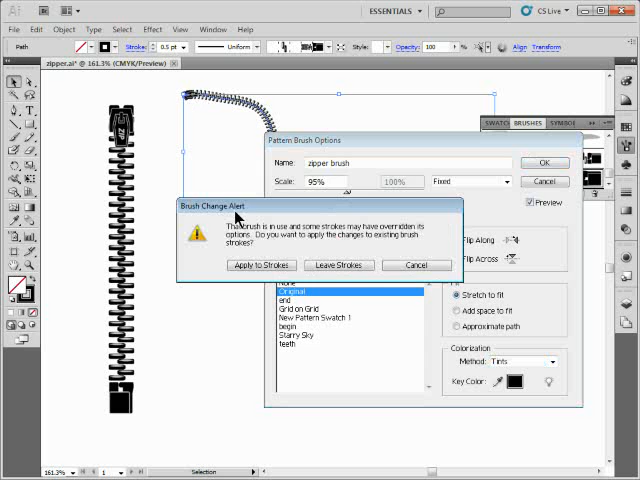 Ai
Br
ESSENTIALS
CS Live
File Edit Object Type Select Effect View Window Help
Path
Stroke:
0.5 pt
Uniform
Style:
Opacity:
100
%
Align
Transform
zipper.ai* @ 161.3% (CMYK/Preview)
SWATC
BRUSHES
SYMBOL
ZIP
Pattern Brush Options
Name:
zipper brush
OK
Scale:
95%
100%
Fixed
Cancel
Preview
Brush Change Alert
That brush is in use and some strokes may have overridden its
options. Do you want to apply the changes to existing brush
strokes?
Apply to Strokes
Leave Strokes
Cancel
Flip Along
Flip Across
None
Original
end
Grid on Grid
New Pattern Swatch 1
begin
Starry Sky
teeth
Stretch to fit
Add space to fit
Approximate path
Colorization
Method:
Tints
Key Color:
161.3%
1
Selection